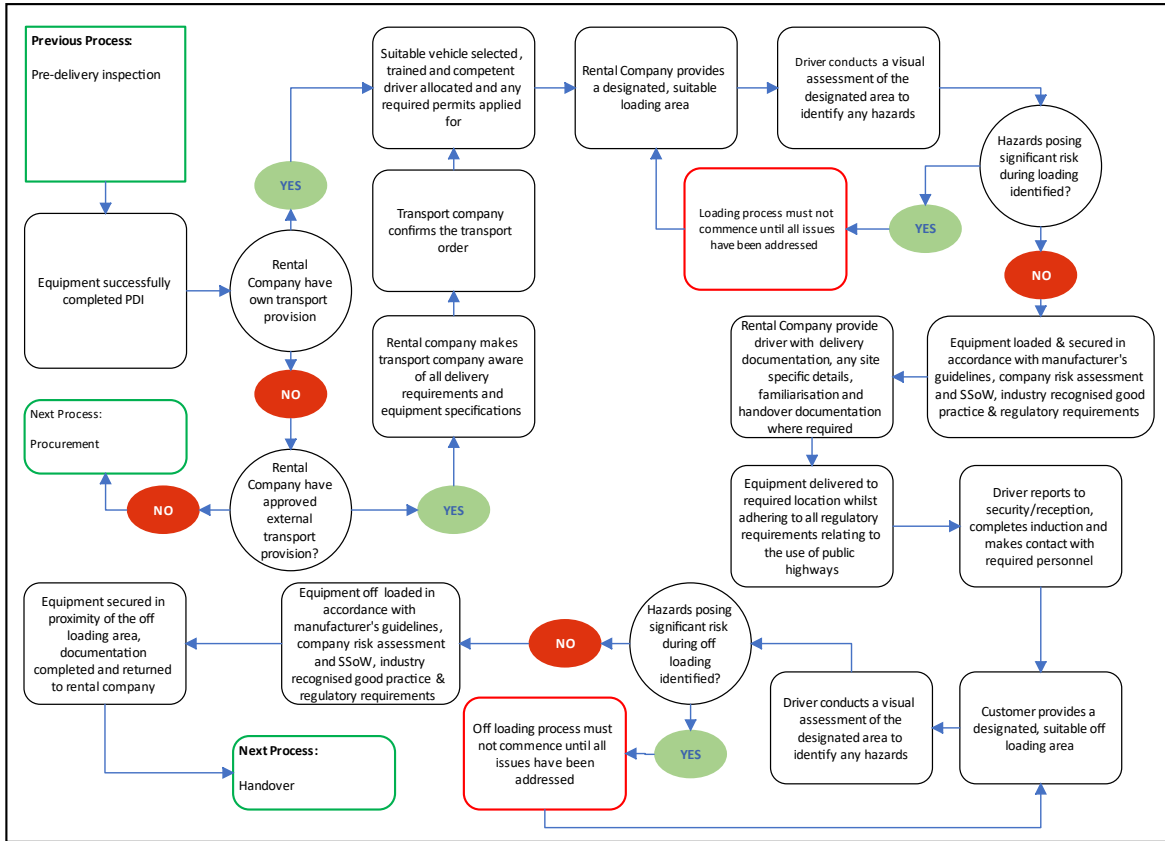 Previous Process:
Pre-delivery inspection
Equipment successfully
completed PDI
Rental
Company have
own transport
provision
YES
NO
Rental
Company have
approved
external
transport
provision?
NO
Next Process:
Procurement
YES
Rental company makes
transport company aware
of all delivery
requirements and
equipment specifications
Transport company
confirms the transport
order
Suitable vehicle selected,
trained and competent
driver allocated and any
required permits applied
for
Rental Company provides
a designated, suitable
loading area
Driver conducts a visual
assessment of the
designated area to
identify any hazards
Hazards posing
significant risk
during loading
identified?
YES
Loading process must not
commence until all issues
have been addressed
NO
Equipment loaded & secured in
accordance with manufacturer's
guidelines, company risk assessment
and SSoW, industry recognised good
practice & regulatory requirements
Rental Company provide
driver with delivery
documentation, any site
specific details,
familiarisation and
handover documentation
where required
Equipment delivered to
required location whilst
adhering to all regulatory
requirements relating to
the use of public
highways
Driver reports to
security/reception,
completes induction and
makes contact with
required personnel
Customer provides a
designated, suitable off
loading area
Driver conducts a visual
assessment of the
designated area to
identify any hazards
Hazards posing
significant risk
during off
loading
identified?
YES
Off loading process must
not commence until all
issues have been
addressed
NO
Equipment off loaded in
accordance with
manufacturer's guidelines,
company risk assessment
and SSoW, industry
recognised good practice &
regulatory requirements
Equipment secured in
proximity of the off
loading area,
documentation
completed and returned
to rental company
Next Process:
Handover